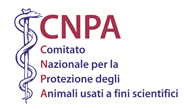 CNPA
Comitato
Nazionale per la
Protezione degli
Animali usati a fini scientifici